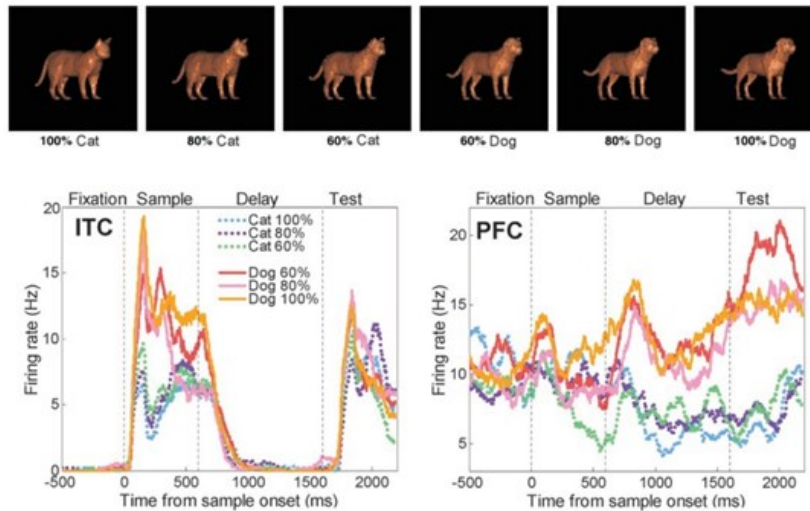 100% Cat
80% Cat
60% Cat
60% Dog
80% Dog
100% Dog
Fixation Sample Delay Test
ITC
Cat 100%
Cat 80%
Cat 60%
Dog 60%
Dog 80%
Dog 100%
Firing rate (Hz)
20
15
10
5
0
-500 0 500 1000 1500 2000
Time from sample onset (ms)
Fixation Sample Delay Test
PFC
Firing rate (Hz)
20
15
10
5
-500 0 500 1000 1500 2000
Time from sample onset (ms)